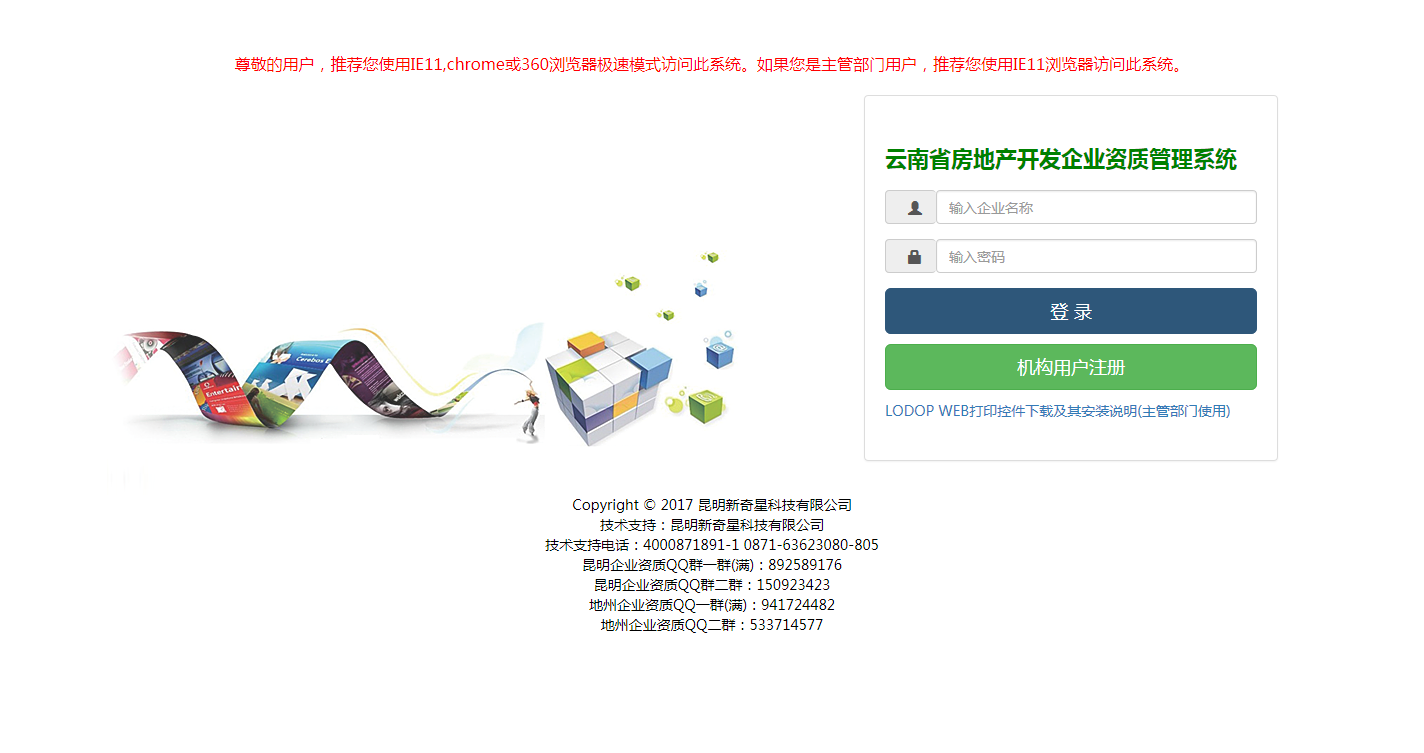 尊敬的用户，推荐您使用IE11,chrome或360浏览器极速模式访问此系统。如果您是主管部门用户，推荐您使用IE11浏览器访问此系统。
云南省房地产开发企业资质管理系统
输入企业名称
输入密码
登 录
机构用户注册
LODOP WEB打印控件下载及其安装说明(主管部门使用)
Cerebos
Entertain
Copyright © 2017 昆明新奇星科技有限公司
技术支持：昆明新奇星科技有限公司
技术支持电话：4000871891-1 0871-63623080-805
昆明企业资质QQ群一群(满)：892589176
昆明企业资质QQ群二群：150923423
地州企业资质QQ一群(满)：941724482
地州企业资质QQ二群：533714577